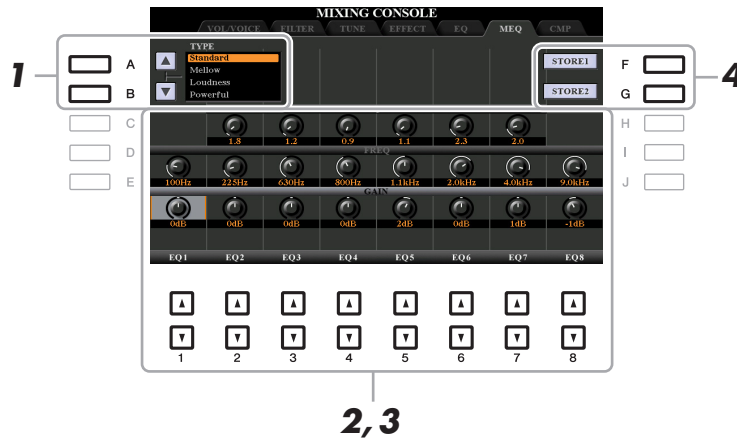 MIXING CONSOLE
VOL/VOICE FILTER TUNE EFFECT EQ MEQ CMP
1
A
B
C
D
E
TYPE
Standard
Mellow
Loudness
Powerful
STORE1
STORE2
F
G
H
I
J
4
1.8 1.2 0.9 1.1 2.3 2.0
FREQ
100Hz 225Hz 630Hz 800Hz 1.1kHz 2.0kHz 4.0kHz 9.0kHz
GAIN
0dB 0dB 0dB 0dB 2dB 0dB 1dB -1dB
EQ1 EQ2 EQ3 EQ4 EQ5 EQ6 EQ7 EQ8
1 2 3 4 5 6 7 8
2, 3